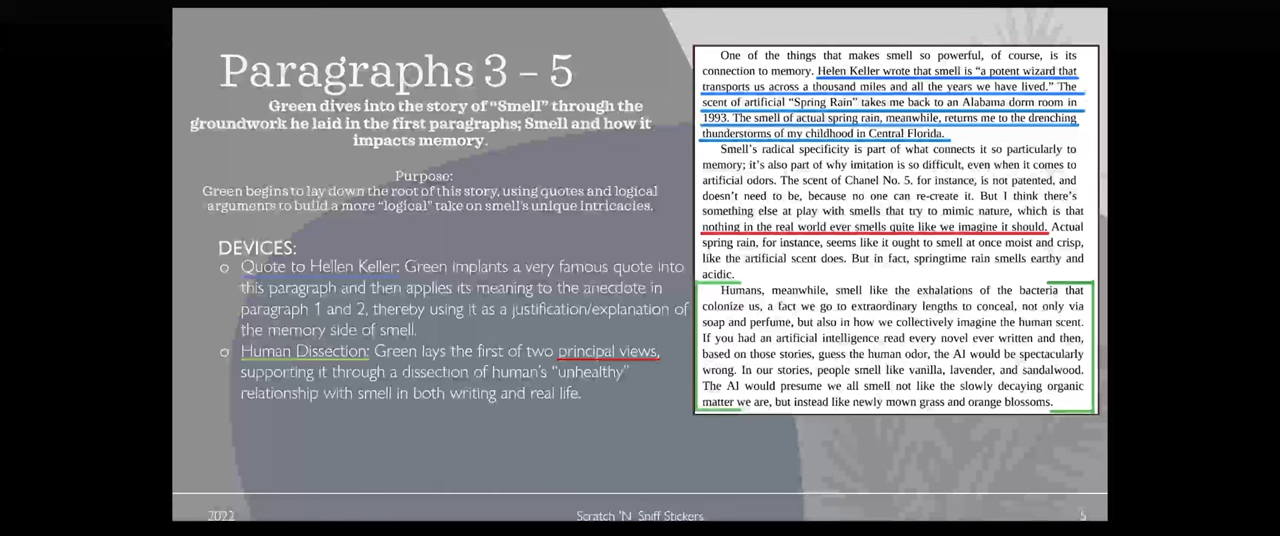 Paragraphs 3 – 5
Green dives into the story of "Smell" through the
groundwork he laid in the first paragraphs; Smell and how it
impacts memory.
Purpose:
Green begins to lay down the root of this story, using quotes and logical
arguments to build a more "logical" take on smell's unique intricacies.
DEVICES:
o Quote to Hellen Keller: Green implants a very famous quote into
this paragraph and then applies its meaning to the anecdote in
paragraph 1 and 2, thereby using it as a justification/explanation of
the memory side of smell.
o Human Dissection: Green lays the first of two principal views,
supporting it through a dissection of human's "unhealthy"
relationship with smell in both writing and real life.
One of the things that makes smell so powerful, of course, is its
connection to memory. Helen Keller wrote that smell is "a potent wizard that
transports us across a thousand miles and all the years we have lived." The
scent of artificial "Spring Rain" takes me back to an Alabama dorm room in
1993. The smell of actual spring rain, meanwhile, returns me to the drenching
thunderstorms of my childhood in Central Florida.
Smell's radical specificity is part of what connects it so particularly to
memory; it's also part of why imitation is so difficult, even when it comes to
artificial odors. The scent of Chanel No. 5, for instance, is not patented, and
doesn't need to be, because no one can re-create it. But I think there's
something else at play with smells that try to mimic nature, which is that
nothing in the real world ever smells quite like we imagine it should. Actual
spring rain, for instance, seems like it ought to smell at once moist and crisp,
like the artificial scent does. But in fact, springtime rain smells earthy and
acidic.
Humans, meanwhile, smell like the exhalations of the bacteria that
colonize us, a fact we go to extraordinary lengths to conceal, not only via
soap and perfume, but also in how we collectively imagine the human scent.
If you had an artificial intelligence read every novel ever written and then,
based on those stories, guess the human odor, the AI would be spectacularly
wrong. In our stories, people smell like vanilla, lavender, and sandalwood.
The AI would presume we all smell not like the slowly decaying organic
matter we are, but instead like newly mown grass and orange blossoms.
2022
Scratch 'N Sniff Stickers
5